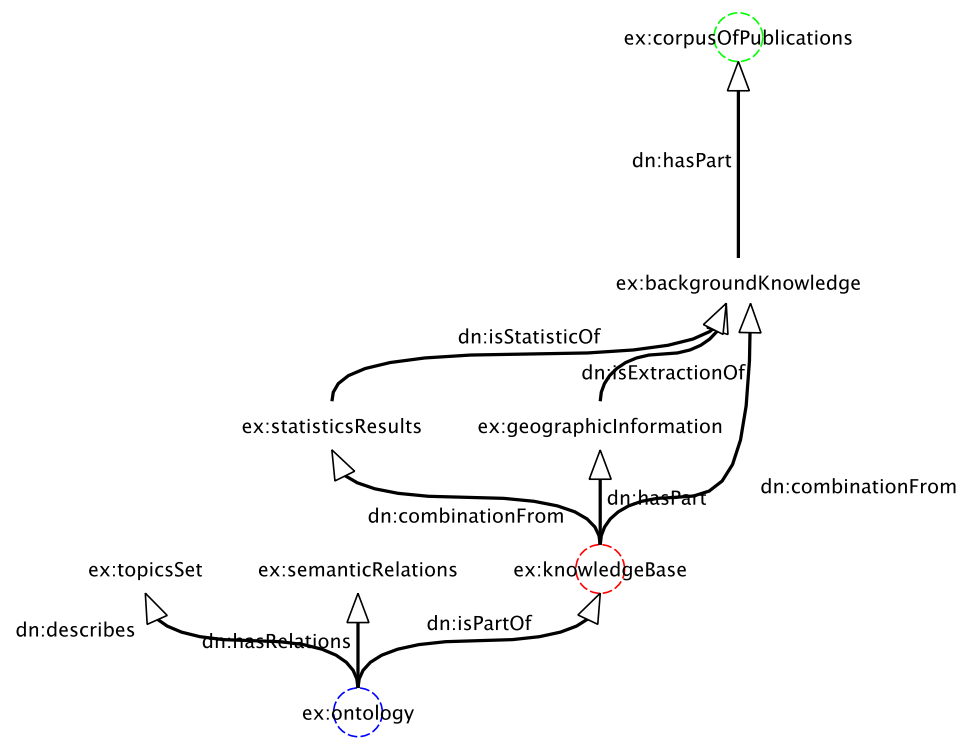 ex:corpusOfPublications
dn:hasPart
ex:backgroundKnowledge
dn:isStatisticOf
dn:isExtractionOf
ex:statisticsResults
ex:geographicInformation
dn:combinationFrom
dn:hasPart
dn:combinationFrom
ex:topicsSet
ex:semanticRelations
ex:knowledgeBase
dn:describes
dn:hasRelations
dn:isPartOf
ex:ontology